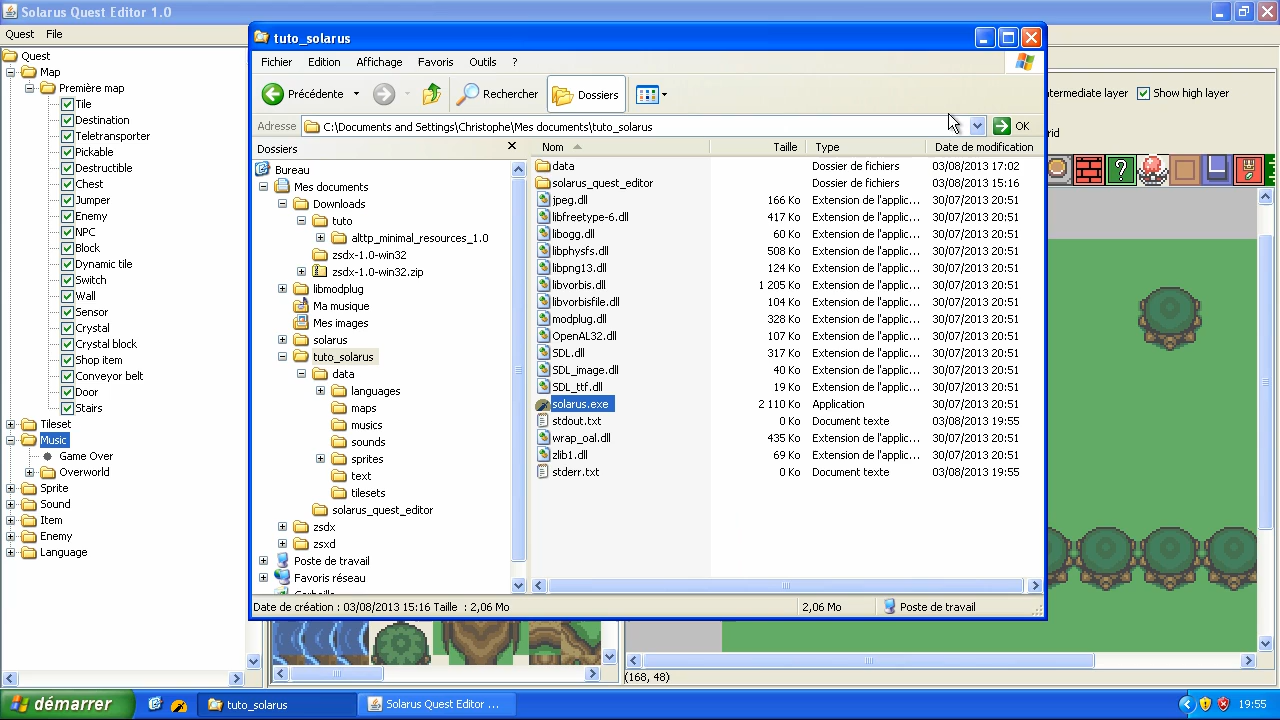 Solarus Quest Editor 1.0
Quest File
Quest
Map
Première map
Tile
Destination
Teletransporter
Pickable
Destructible
Chest
Jumper
Enemy
NPC
Block
Dynamic tile
Switch
Wall
Sensor
Crystal
Crystal block
Shop item
Conveyor belt
Door
Stairs
Tileset
Music
Game Over
Overworld
Sprite
Sound
Item
Enemy
Language
tuto_solarus
Fichier Affichage Favoris Outils ?
Précédente Rechercher Dossiers
Adresse C:\Documents and Settings\Christophe\Mes documents\tuto_solarus OK
Dossiers
Bureau
Mes documents
Downloads
tuto
alttp_minimal_resources_1.0
zsdx-1.0-win32
zsdx-1.0-win32.zip
libmodplug
Ma musique
Mes images
solarus
tuto_solarus
data
languages
maps
musics
sounds
sprites
text
tilesets
solarus_quest_editor
zsdx
zsxd
Poste de travail
Favoris réseau
Nom Taille Type Date de modification
data Dossier de fichiers 03/08/2013 17:02
solarus_quest_editor Dossier de fichiers 03/08/2013 15:16
jpeg.dll 166 Ko Extension de l'applic... 30/07/2013 20:51
libfreetype-6.dll 417 Ko Extension de l'applic... 30/07/2013 20:51
libogg.dll 60 Ko Extension de l'applic... 30/07/2013 20:51
libphysfs.dll 508 Ko Extension de l'applic... 30/07/2013 20:51
libpng13.dll 124 Ko Extension de l'applic... 30/07/2013 20:51
libvorbis.dll 1 205 Ko Extension de l'applic... 30/07/2013 20:51
libvorbisfile.dll 104 Ko Extension de l'applic... 30/07/2013 20:51
modplug.dll 328 Ko Extension de l'applic... 30/07/2013 20:51
OpenAL32.dll 107 Ko Extension de l'applic... 30/07/2013 20:51
SDL.dll 317 Ko Extension de l'applic... 30/07/2013 20:51
SDL_image.dll 40 Ko Extension de l'applic... 30/07/2013 20:51
SDL_ttf.dll 19 Ko Extension de l'applic... 30/07/2013 20:51
solarus.exe 2 110 Ko Application 30/07/2013 20:51
stdout.txt 0 Ko Document texte 03/08/2013 19:55
wrap_oal.dll 435 Ko Extension de l'applic... 30/07/2013 20:51
zlib1.dll 69 Ko Extension de l'applic... 30/07/2013 20:51
stderr.txt 0 Ko Document texte 03/08/2013 19:55
Date de création : 03/08/2013 15:16 Taille : 2,06 Mo 2,06 Mo Poste de travail
layer Show high layer
(168, 48)
démarrer tuto_solarus Solarus Quest Editor ... 19:55